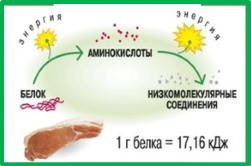 энергия
энергия
АМИНОКИСЛОТЫ
БЕЛОК
НИЗКОМОЛЕКУЛЯРНЫЕ
СОЕДИНЕНИЯ
1 г белка = 17,16 кДж